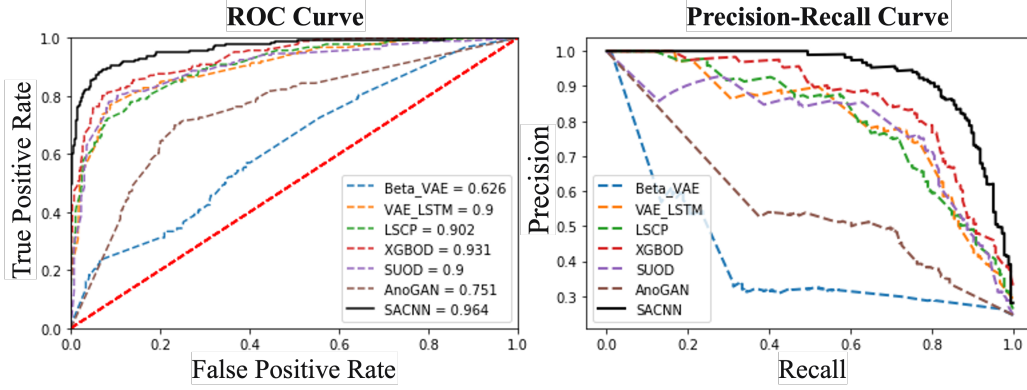 ROC Curve
True Positive Rate
1.0
0.8
0.6
0.4
0.2
0.0
Beta_VAE = 0.626
VAE_LSTM = 0.9
LSCP = 0.902
XGBOD = 0.931
SUOD = 0.9
AnoGAN = 0.751
SACNN = 0.964
0.0 0.2 0.4 0.6 0.8 1.0
False Positive Rate
Precision-Recall Curve
Precision
1.0
0.9
0.8
0.7
0.6
0.5
0.4
0.3
Beta_VAE
VAE_LSTM
LSCP
XGBOD
SUOD
AnoGAN
SACNN
0.0 0.2 0.4 0.6 0.8 1.0
Recall